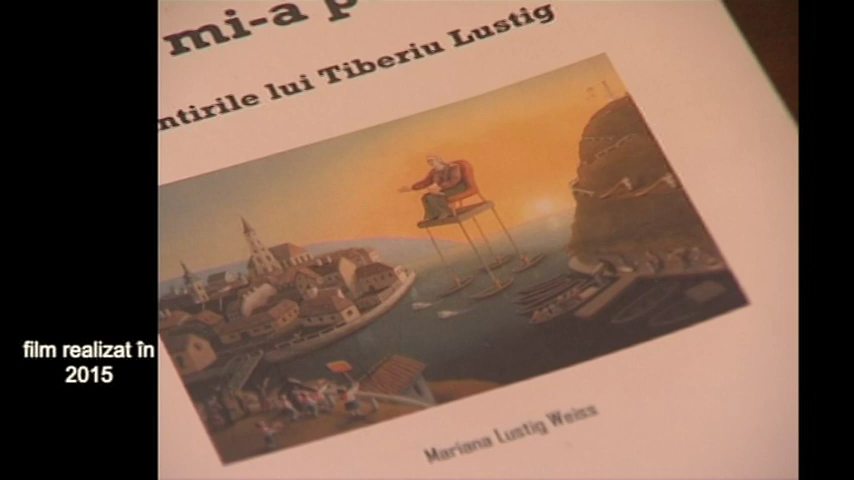 mi-a
ntirile lui Tiberiu Lustig
film realizat în
2015
Mariana Lustig Weiss